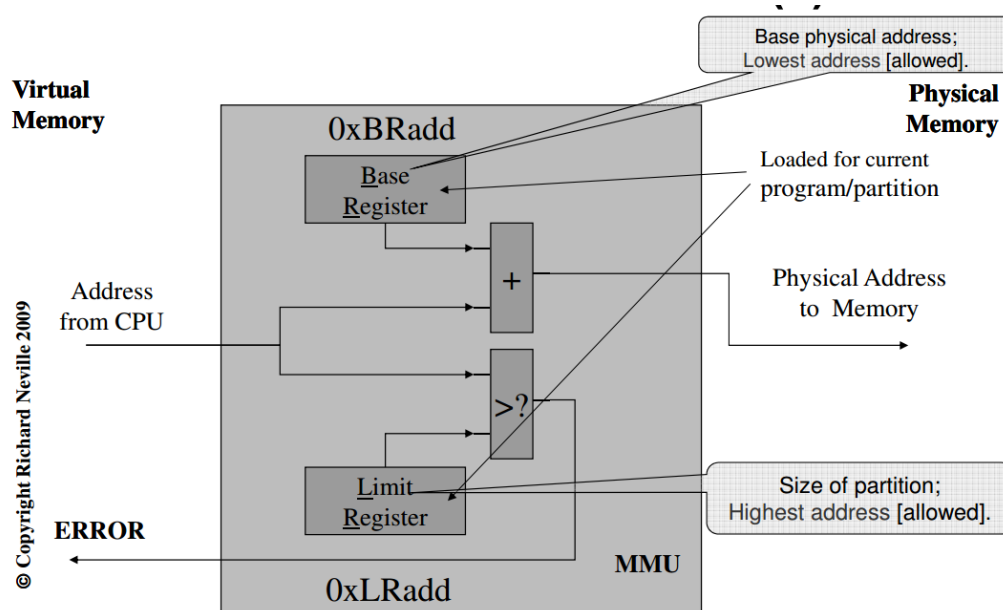 Base physical address;
Lowest address [allowed].
Virtual
Memory
Physical
Memory
0xBRadd
Base
Register
Loaded for current
program/partition
+
Address
from CPU
Physical Address
to Memory
>?
Limit
Register
Size of partition;
Highest address [allowed].
ERROR
MMU
0xLRadd
© Copyright Richard Neville 2009